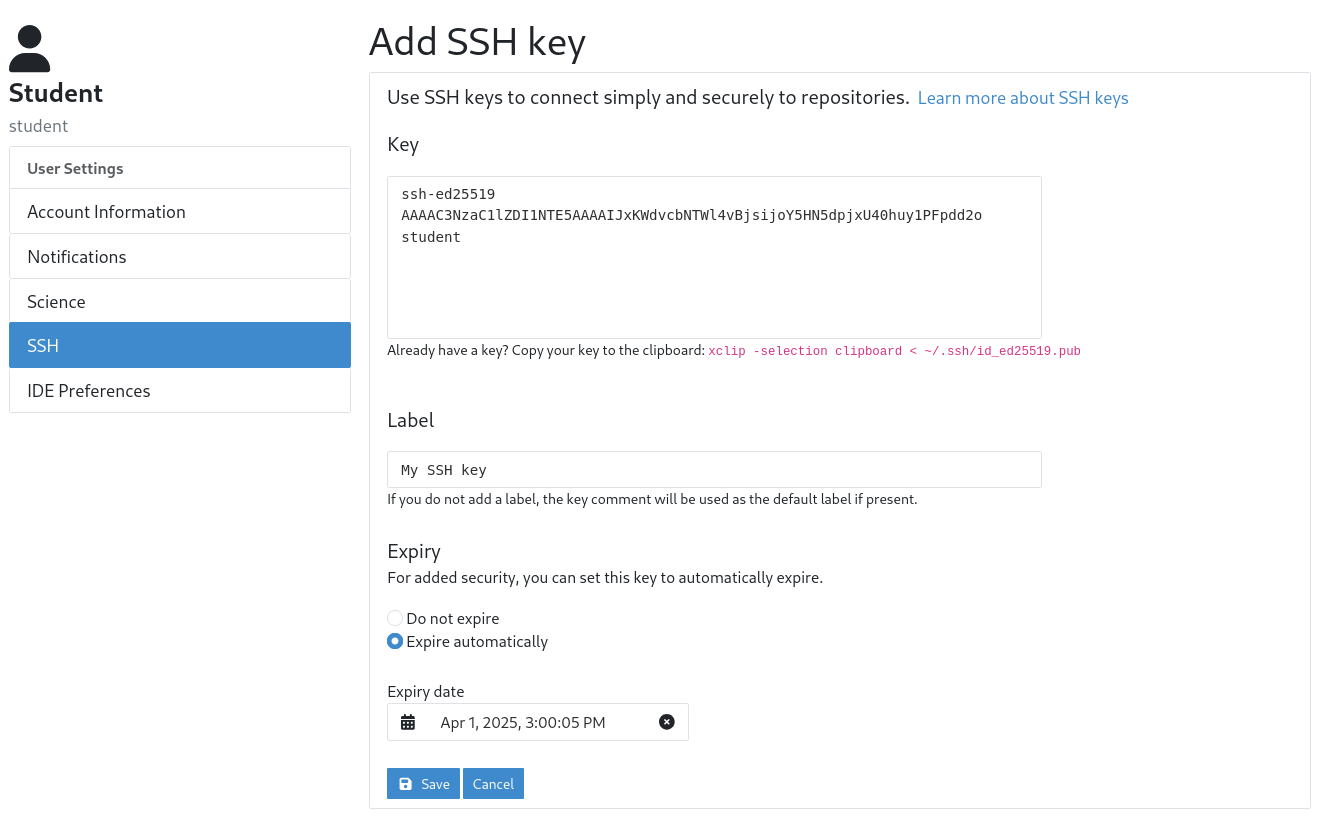 Student
student
User Settings
Account Information
Notifications
Science
SSH
IDE Preferences
Add SSH key
Use SSH keys to connect simply and securely to repositories. Learn more about SSH keys
Key
ssh-ed25519
AAAAC3NzaC1lZDI1NTE5AAAAIJxKWdvcbNTWl4vBjsijoY5HN5dpjxU40huy1PFpdd2o
student
Already have a key? Copy your key to the clipboard: xclip -selection clipboard < ~/.ssh/id_ed25519.pub
Label
My SSH key
If you do not add a label, the key comment will be used as the default label if present.
Expiry
For added security, you can set this key to automatically expire.
Do not expire
Expire automatically
Expiry date
Apr 1, 2025, 3:00:05 PM
Save Cancel